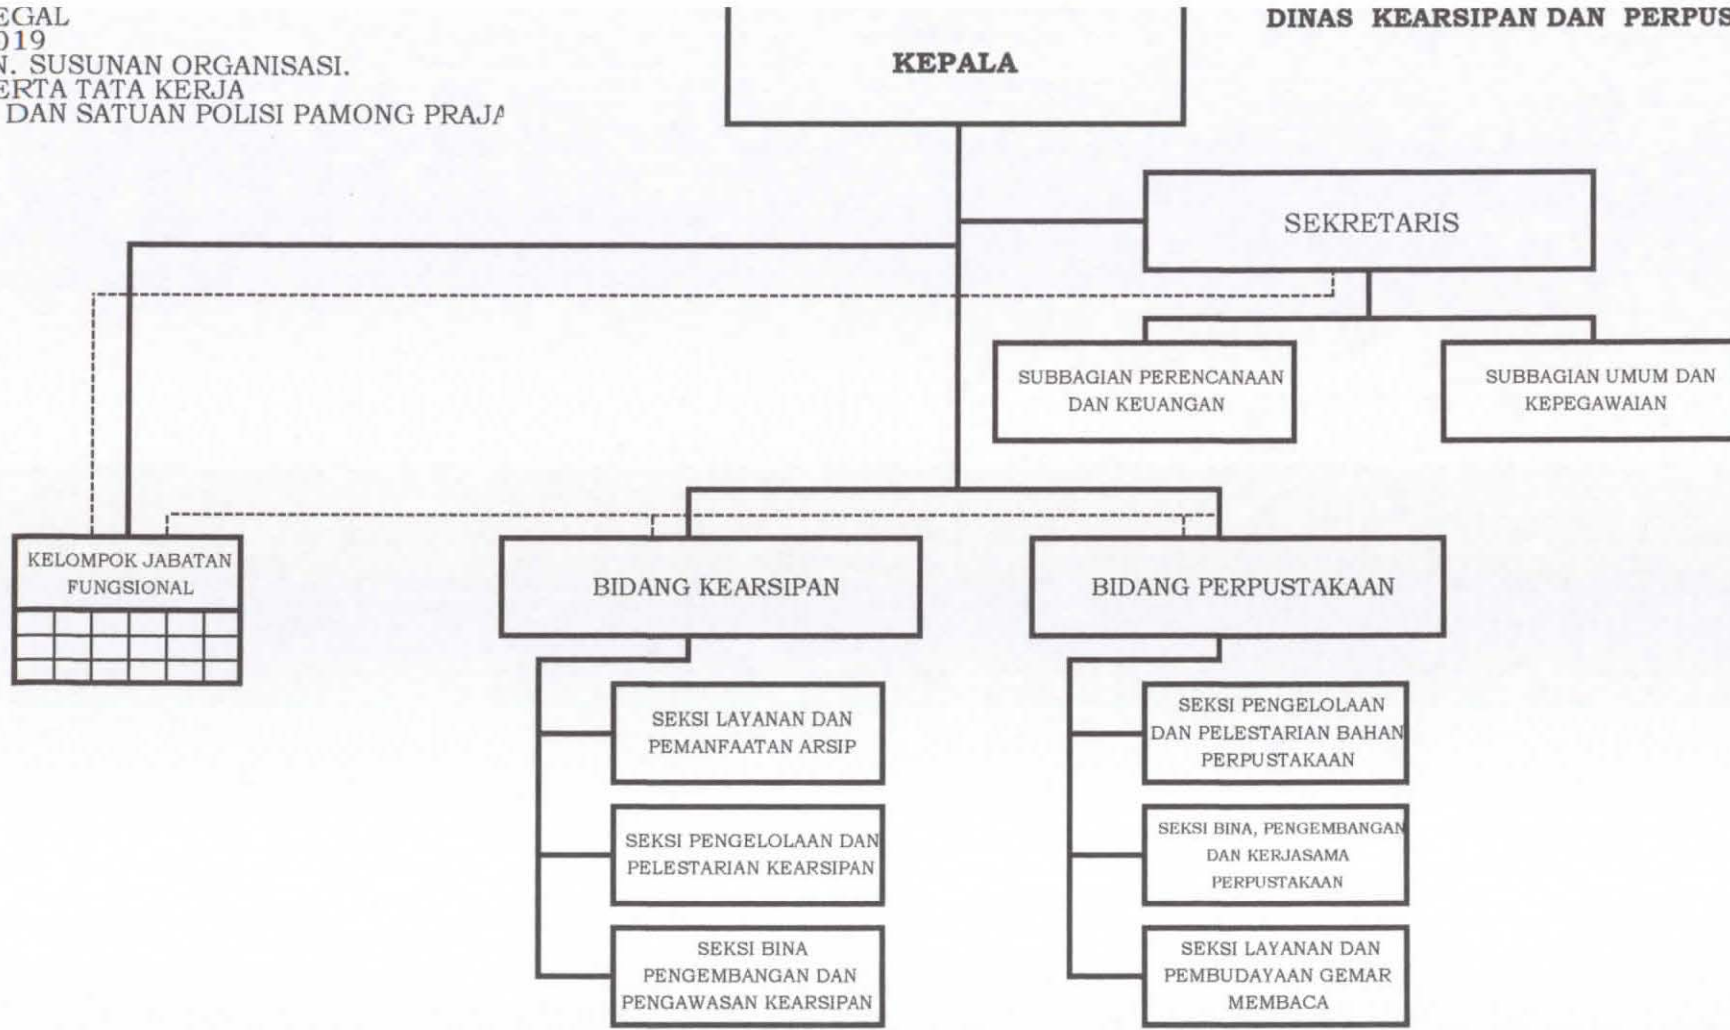 EGAL
019
N. SUSUNAN ORGANISASI.
ERTA TATA KERJA
DAN SATUAN POLISI PAMONG PRAJA
DINAS KEARSIPAN DAN PERPUS
KEPALA
SEKRETARIS
SUBBAGIAN PERENCANAAN
DAN KEUANGAN
SUBBAGIAN UMUM DAN
KEPEGAWAIAN
KELOMPOK JABATAN
FUNGSIONAL
BIDANG KEARSIPAN
BIDANG PERPUSTAKAAN
SEKSI LAYANAN DAN
PEMANFAATAN ARSIP
SEKSI PENGELOLAAN DAN
PELESTARIAN KEARSIPAN
SEKSI BINA
PENGEMBANGAN DAN
PENGAWASAN KEARSIPAN
SEKSI PENGELOLAAN
DAN PELESTARIAN BAHAN
PERPUSTAKAAN
SEKSI BINA, PENGEMBANGAN
DAN KERJASAMA
PERPUSTAKAAN
SEKSI LAYANAN DAN
PEMBUDAYAAN GEMAR
MEMBACA